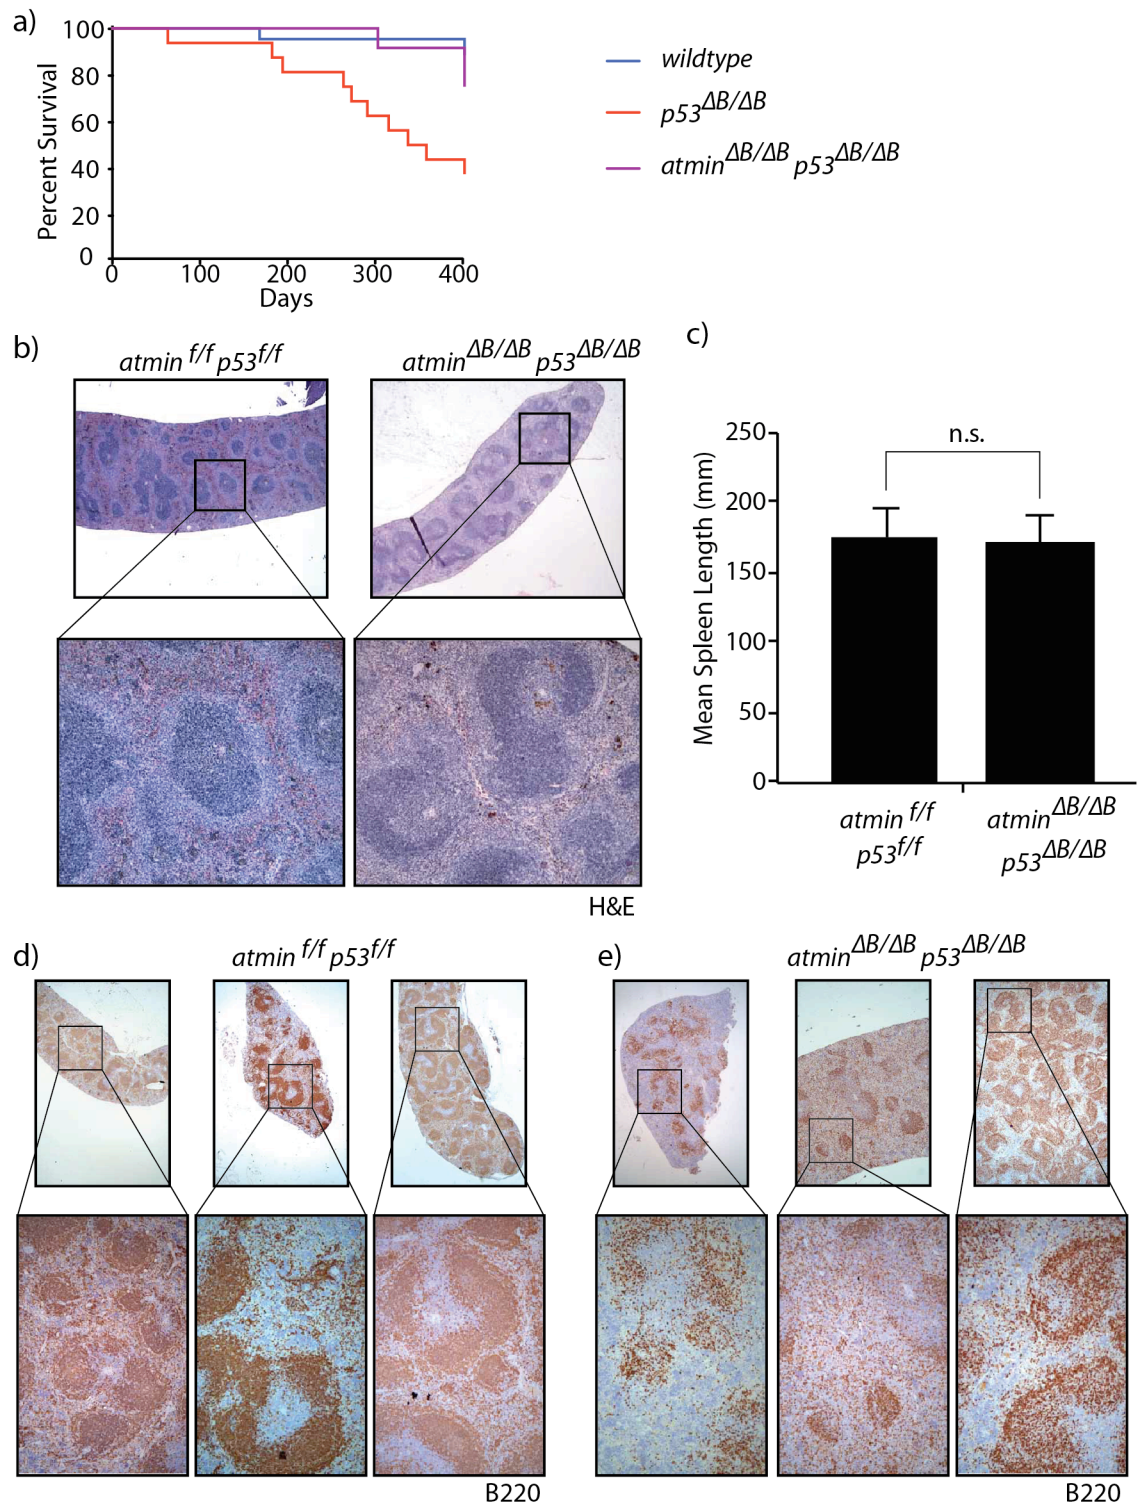 a)
100
80
60
40
20
0
Percent Survival
0 100 200 300 400
Days
wildtype
p53ΔB/ΔB
atminΔB/ΔB p53ΔB/ΔB
b)
atmin f/f p53f/f
atminΔB/ΔB p53ΔB/ΔB
H&E
c)
250
200
150
100
50
0
Mean Spleen Length (mm)
n.s.
atmin f/f
p53f/f
atminΔB/ΔB
p53ΔB/ΔB
d)
atmin f/f p53f/f
B220
e)
atminΔB/ΔB p53ΔB/ΔB
B220